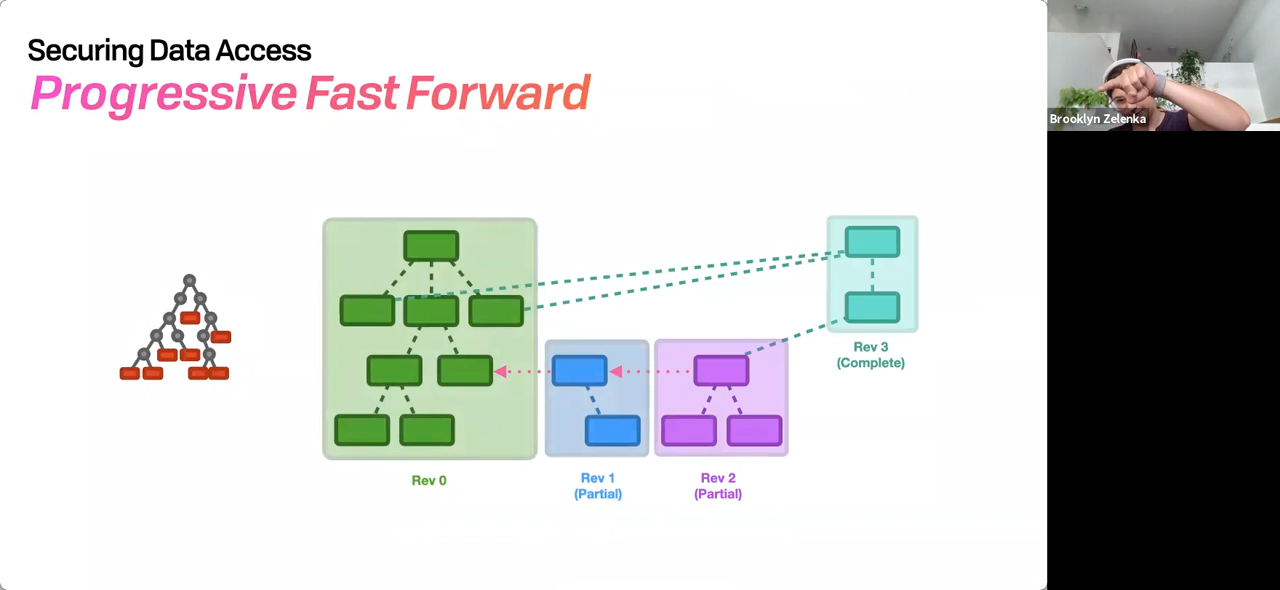 Securing Data Access
Progressive Fast Forward
Brooklyn Zelenka
Rev 3
(Complete)
Rev 0
Rev 1
(Partial)
Rev 2
(Partial)